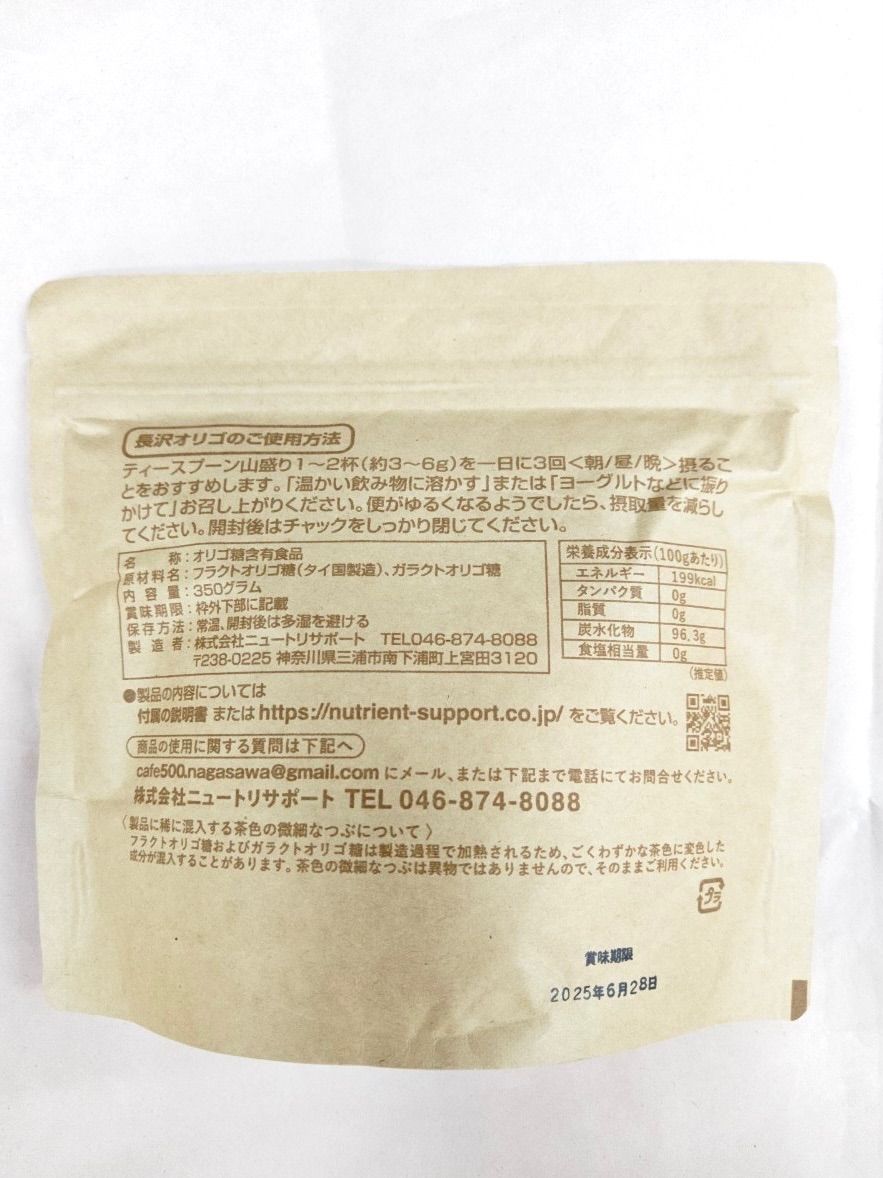 長沢オリゴのご使用方法
ティースプーン山盛り1～2杯(約3～6g)を一日に3回<朝/昼/晩>摂るこ
とをおすすめします。「温かい飲み物に溶かす」または「ヨーグルトなどに振り
かけて」お召し上がりください。便がゆるくなるようでしたら、摂取量を減らし
てください。開封後はチャックをしっかり閉じてください。
名称:オリゴ糖含有食品
原材料名:フラクトオリゴ糖(タイ国製造)、ガラクトオリゴ糖
内容量:350グラム
賞味期限:枠外下部に記載
保存方法:常温、開封後は多湿を避ける
製造者:株式会社ニュートリサポート TEL046-874-8088
〒238-0225 神奈川県三浦市南下浦町上宮田3120
栄養成分表示(100gあたり)
エネルギー 199kcal
タンパク質 0g
脂質 0g
炭水化物 96.3g
食塩相当量 0g
(推定値)
●製品の内容については
付属の説明書 または https://nutrient-support.co.jp/ をご覧ください。
商品の使用に関する質問は下記へ
cafe500.nagasawa@gmail.com にメール、または下記まで電話にてお問合せください。
株式会社ニュートリサポート TEL 046-874-8088
〈製品に稀に混入する茶色の微細なつぶについて〉
フラクトオリゴ糖およびガラクトオリゴ糖は製造過程で加熱されるため、ごくわずかな茶色に変色した
成分が混入することがあります。茶色の微細なつぶは異物ではありませんので、そのままご利用ください。
プラ
賞味期限
2025年6月28日